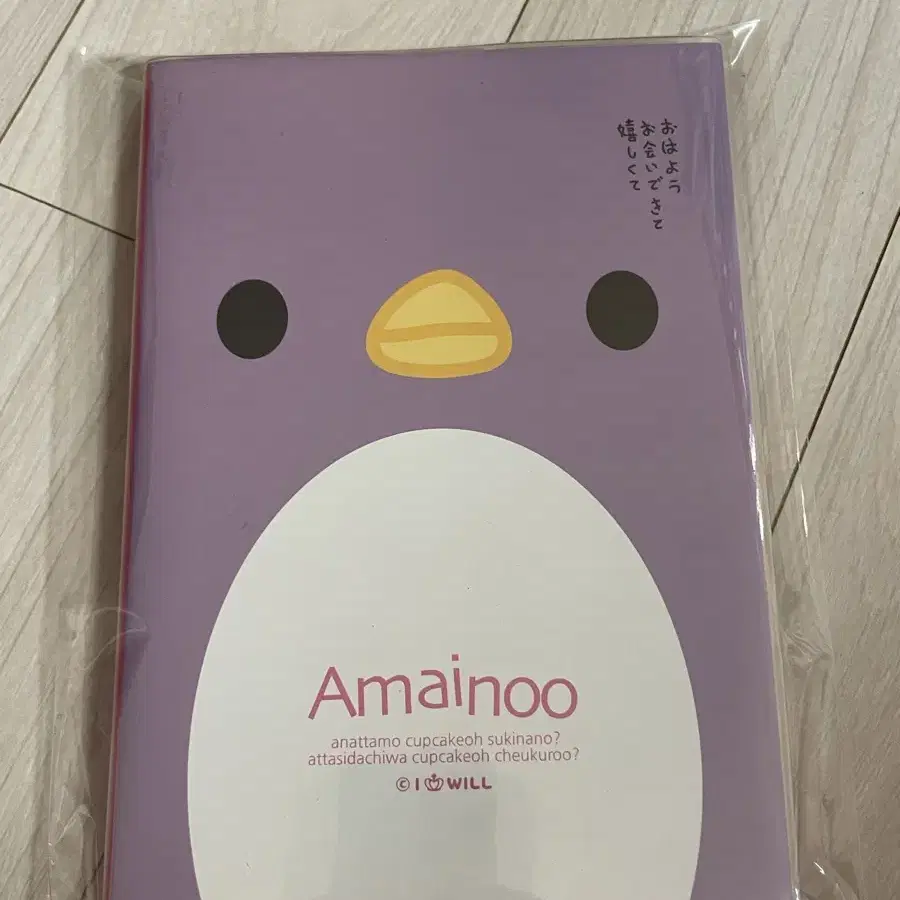 おはよう
お会いできて
嬉しくて
Amainoo
anattamo cupcakeoh sukinano?
attasidachiwa cupcakeoh cheukuroo?
© I WILL